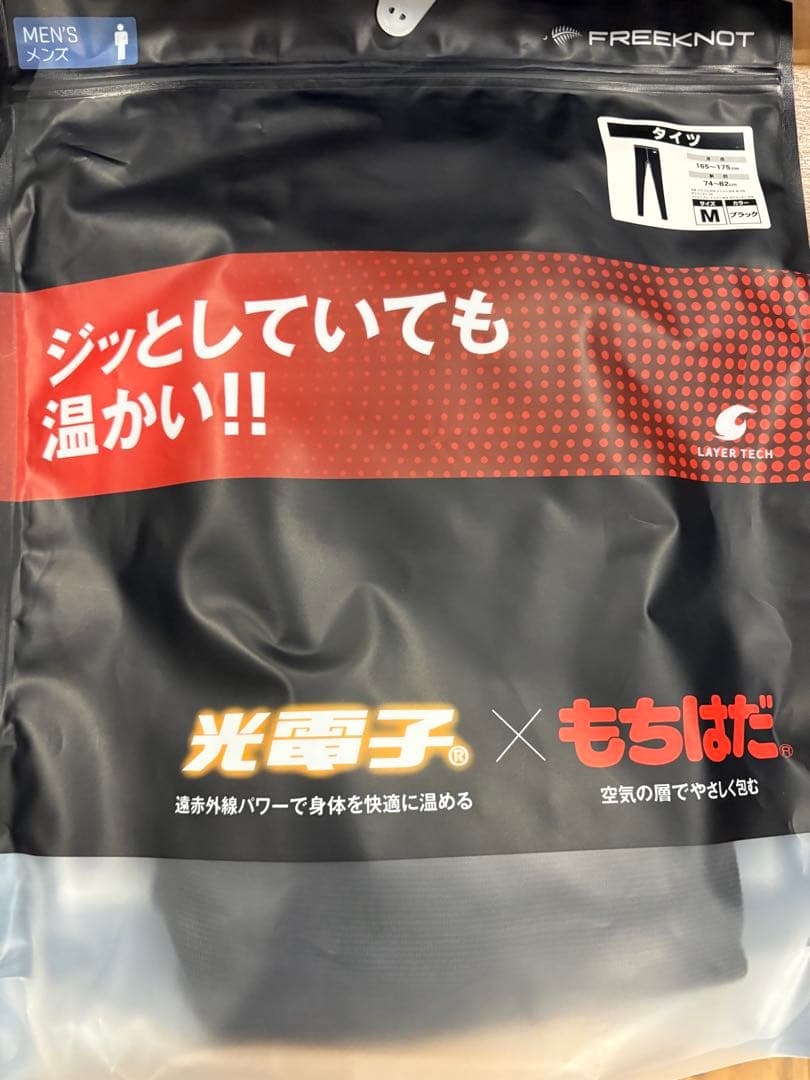 MEN'S
メンズ
FREEKNOT
タイツ
165~175cm
74~82cm
サイズ
カラー
M
ブラック
ジッとしていても
温かい!!
LAYER TECH
光電子®
×
もちはだ®
遠赤外線パワーで身体を快適に温める
空気の層でやさしく包む